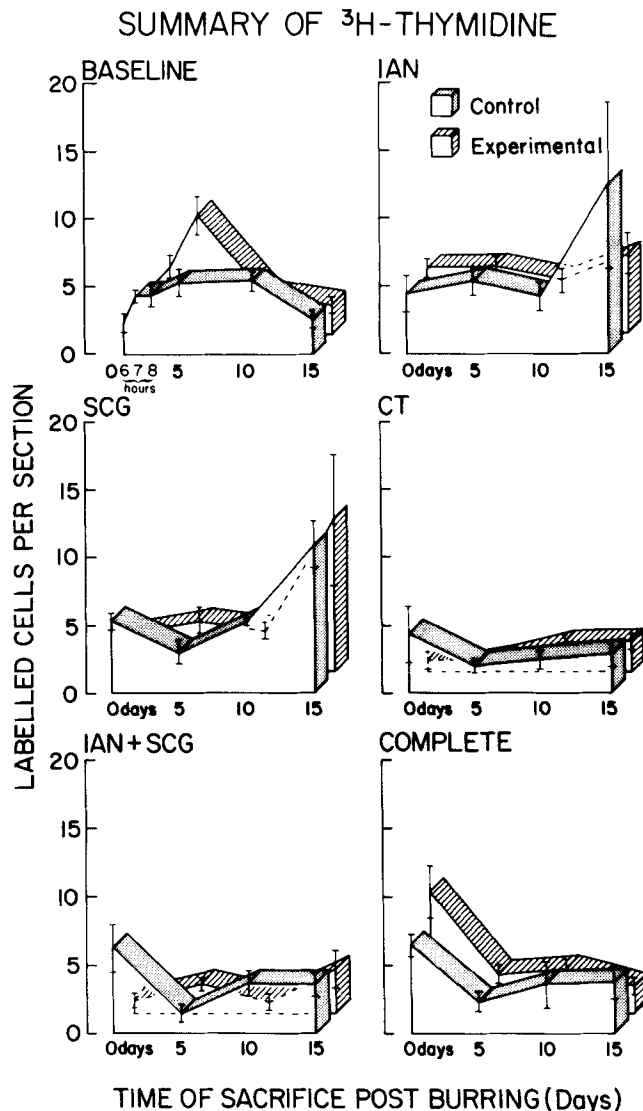 SUMMARY OF ³H-THYMIDINE
BASELINE
IAN
20
15
10
5
0
Control
Experimental
0 6 7 8 5 10 15
hours
0days 5 10 15
SCG
CT
20
15
10
5
0
0days 5 10 15
0days 5 10 15
IAN+SCG
COMPLETE
20
15
10
5
0
0days 5 10 15
0days 5 10 15
LABELLED CELLS PER SECTION
TIME OF SACRIFICE POST BURRING (Days)